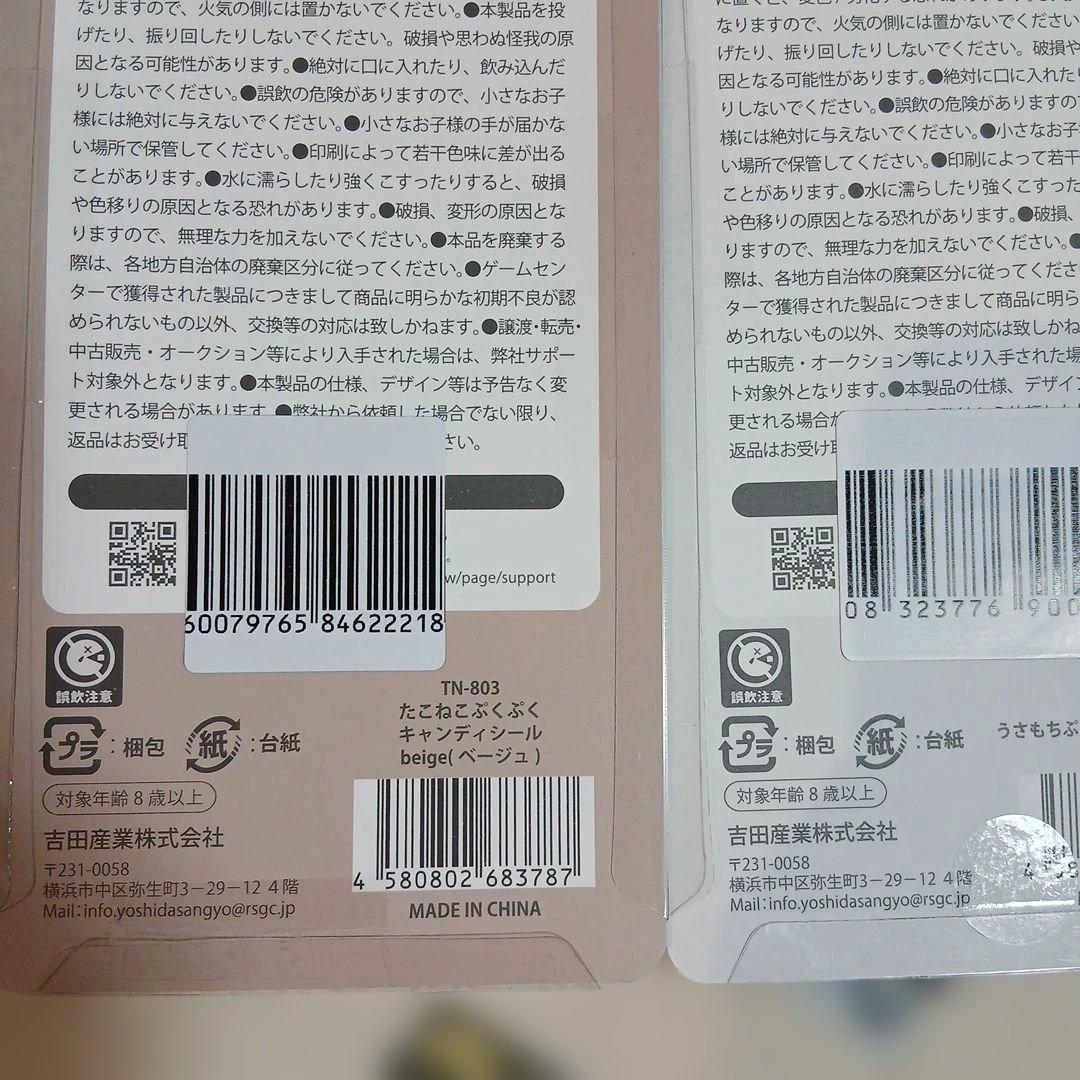 なりますので、火気の側には置かないでください。●本製品を投
げたり、振り回したりしないでください。破損や思わぬ怪我の原
因となる可能性があります。●絶対に口に入れたり、飲み込んだ
りしないでください。●誤飲の危険がありますので、小さなお子
様には絶対に与えないでください。●小さなお子様の手が届かな
い場所で保管してください。●印刷によって若干色味に差が出る
ことがあります。●水に濡らしたり強くこすったりすると、破損
や色移りの原因となる恐れがあります。●破損、変形の原因とな
りますので、無理な力を加えないでください。●本品を廃棄する
際は、各地方自治体の廃棄区分に従ってください。●ゲームセン
ターで獲得された製品につきまして商品に明らかな初期不良が認
められないもの以外、交換等の対応は致しかねます。●譲渡・転売・
中古販売・オークション等により入手された場合は、弊社サポー
ト対象外となります。●本製品の仕様、デザイン等は予告なく変
更される場合があります。●弊社から依頼した場合でない限り、
返品はお受け
さい。
w/page/support
60079765 84622218
誤飲注意
プラ：梱包 紙：台紙
対象年齢 8 歳以上
TN-803
たこねこぷくぷく
キャンディシール
beige( ベージュ )
吉田産業株式会社
〒231-0058
横浜市中区弥生町3−29−12 4 階
Mail：info.yoshidasangyo@rsgc.jp
4 580802 683787
MADE IN CHINA
なりますので、火気の側には置かないでください
げたり、振り回したりしないでください。破損や
因となる可能性があります。●絶対に口に入れた
りしないでください。●誤飲の危険がありますの
様には絶対に与えないでください。●小さなお子
い場所で保管してください。●印刷によって若干
ことがあります。●水に濡らしたり強くこすった
や色移りの原因となる恐れがあります。●破損、
りますので、無理な力を加えないでください。●
際は、各地方自治体の廃棄区分に従ってくださ
ターで獲得された製品につきまして商品に明ら
められないもの以外、交換等の対応は致しかね
中古販売・オークション等により入手された場
ト対象外となります。●本製品の仕様、デザイン
更される場合
返品はお受け
08 323776 900
誤飲注意
プラ：梱包 紙：台紙
うさもちぷ
対象年齢 8 歳以上
吉田産業株式会社
〒231-0058
横浜市中区弥生町3−29−12 4 階
Mail：info.yoshidasangyo@rsgc.jp